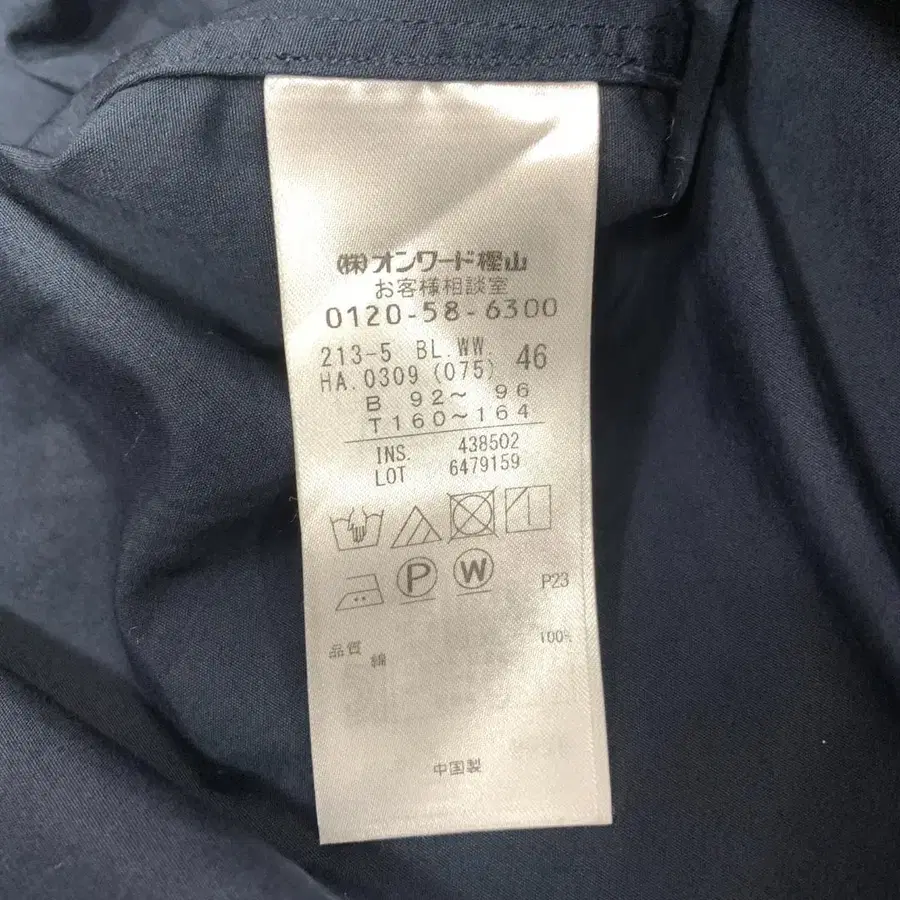 (株)オンワード樫山
お客様相談室
0120-58-6300
213-5 BL.WW. 46
HA.0309 (075)
B 92～ 96
T160～164
INS. 438502
LOT 6479159
P W P23
品質 綿 100%
中国製